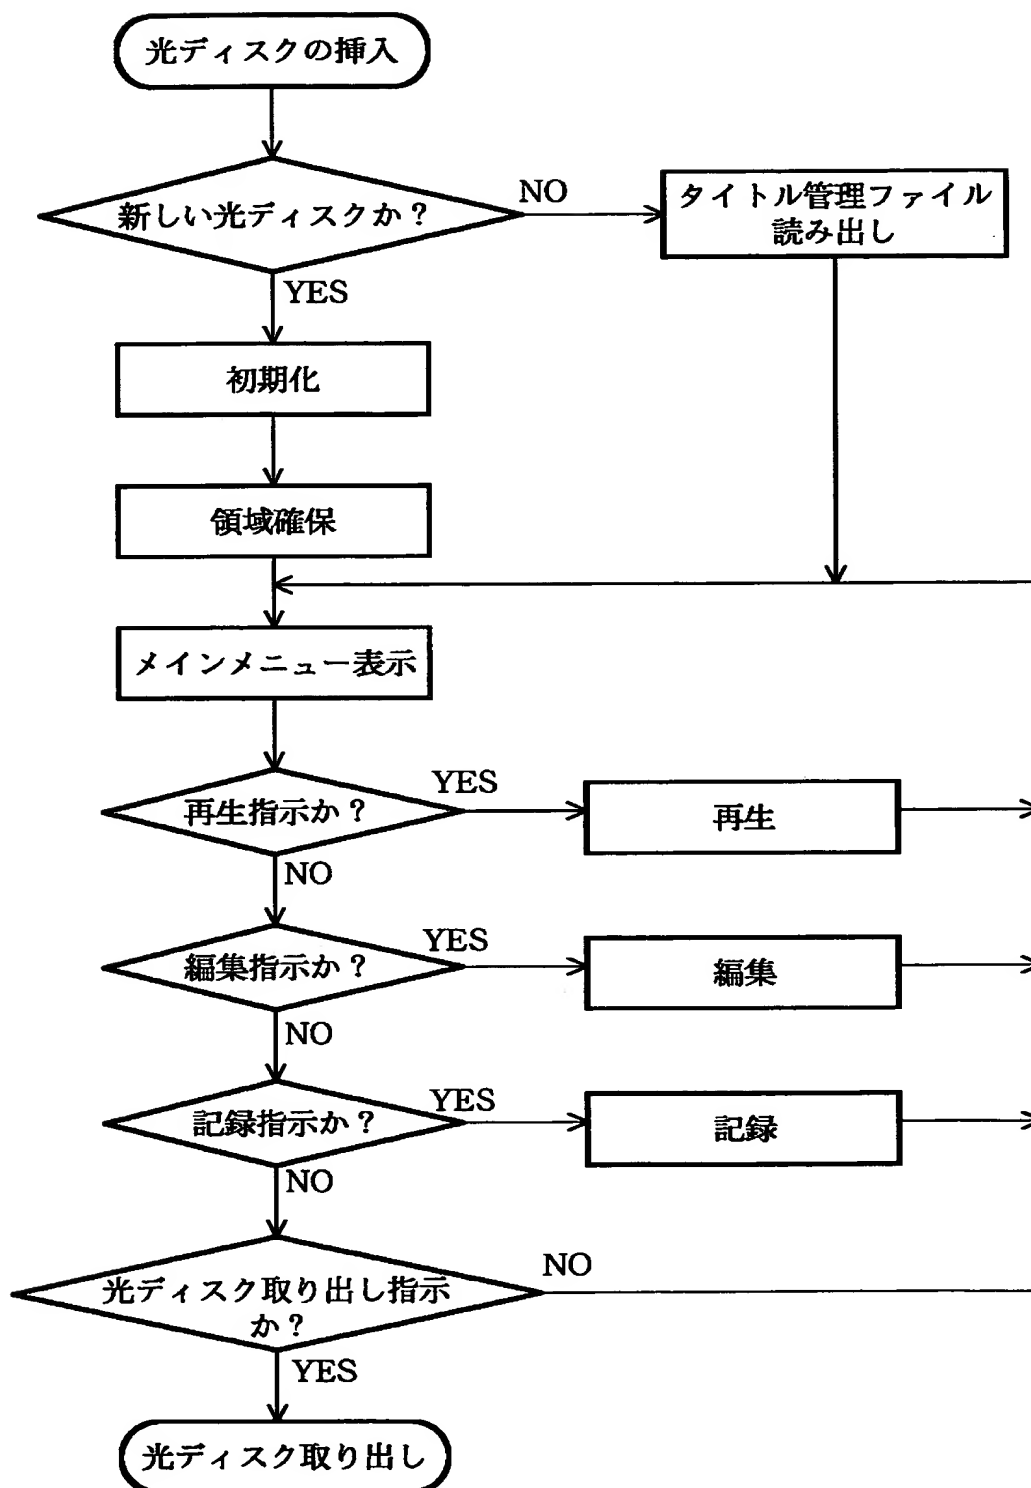 光ディスクの挿入
新しい光ディスクか？
NO
タイトル管理ファイル
読み出し
YES
初期化
領域確保
メインメニュー表示
再生指示か？
YES
再生
NO
編集指示か？
YES
編集
NO
記録指示か？
YES
記録
NO
光ディスク取り出し指示
か？
NO
YES
光ディスク取り出し